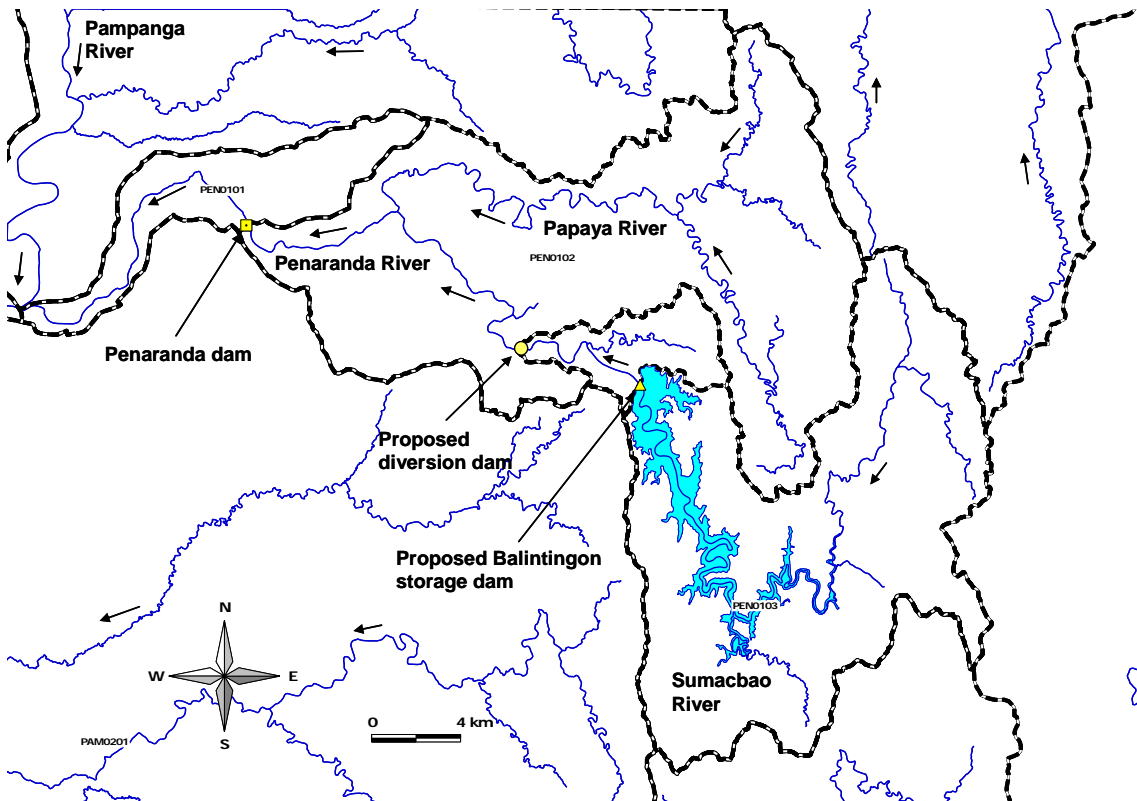 Pampanga
River
PEN0101
Papaya River
PEN0102
Penaranda River
Penaranda dam
Proposed
diversion dam
Proposed Balintingon
storage dam
PEN0103
Sumacbao
River
N
W
E
S
0
4 km
PAM0201